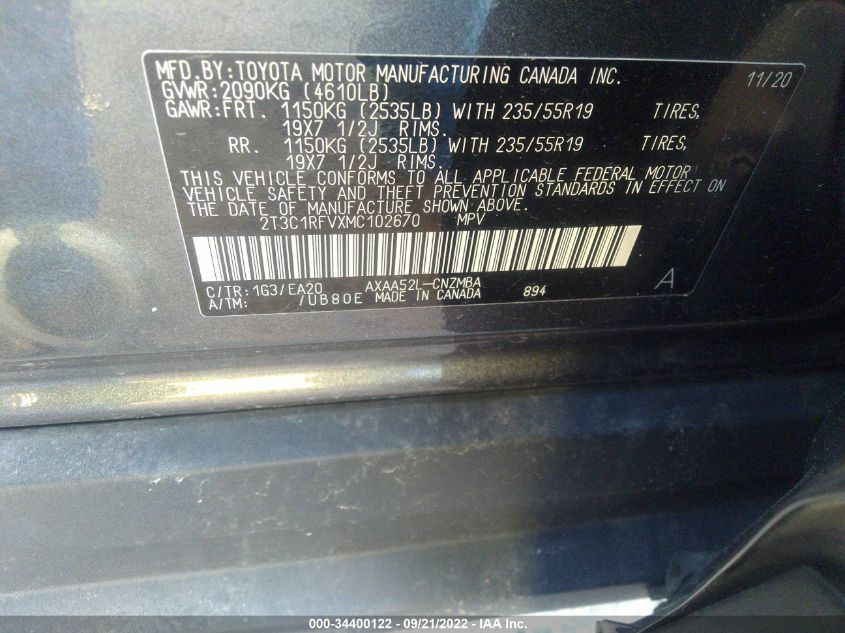 MFD.BY:TOYOTA MOTOR MANUFACTURING CANADA INC. 11/20
GVWR:2090KG (4610LB)
GAWR:FRT. 1150KG (2535LB) WITH 235/55R19 TIRES,
19X7 1/2J RIMS.
RR. 1150KG (2535LB) WITH 235/55R19 TIRES,
19X7 1/2J RIMS.
THIS VEHICLE CONFORMS TO ALL APPLICABLE FEDERAL MOTOR
VEHICLE SAFETY AND THEFT PREVENTION STANDARDS IN EFFECT ON
THE DATE OF MANUFACTURE SHOWN ABOVE.
2T3C1RFVXMC102670 MPV
C/TR:1G3/EA20 AXAA52L-CNZMBA A
A/TM: /UB80E MADE IN CANADA 894
000-34400122 - 09/21/2022 - IAA Inc.